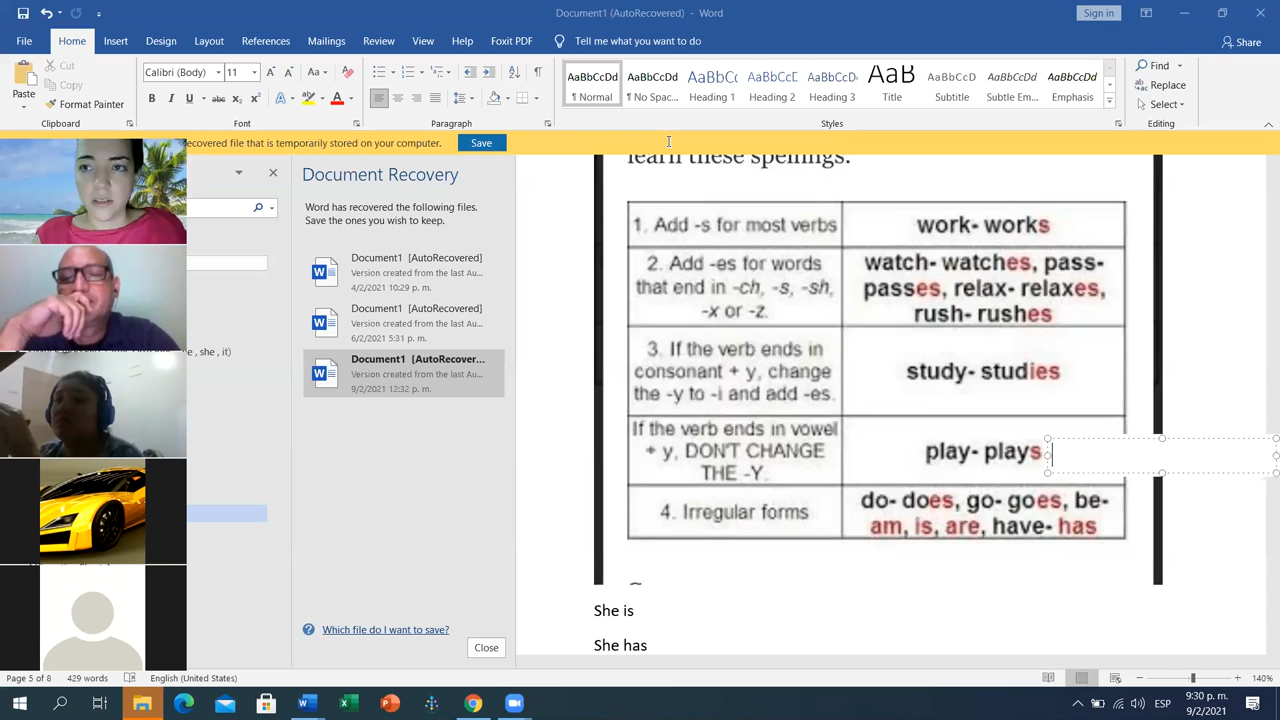 Document1 (AutoRecovered) - Word
Sign in
File Home Insert Design Layout References Mailings Review View Help Foxit PDF Tell me what you want to do Share
Paste
Cut
Copy
Format Painter
Clipboard
Calibri (Body) 11
Font
Paragraph
AaBbCcDd AaBbCcDd AaBbC AaBbCcD AaBbCcDd AaB AaBbCcD AaBbCcDd AaBbCcDd
¶ Normal ¶ No Spac... Heading 1 Heading 2 Heading 3 Title Subtitle Subtle Em... Emphasis
Styles
Find
Replace
Select
Editing
ecovered file that is temporarily stored on your computer. Save
Document Recovery
Word has recovered the following files.
Save the ones you wish to keep.
Document1 [AutoRecovered]
Version created from the last Au...
4/2/2021 10:29 p. m.
Document1 [AutoRecovered]
Version created from the last Au...
6/2/2021 5:31 p. m.
Document1 [AutoRecover...
Version created from the last Au...
9/2/2021 12:32 p. m.
, she , it)
Which file do I want to save?
Close
learn these spellings.
1. Add -s for most verbs
work- works
2. Add -es for words
that end in -ch, -s, -sh,
-x or -z.
watch- watches, pass-
passes, relax- relaxes,
rush- rushes
3. If the verb ends in
consonant + y, change
the -y to -i and add -es.
study- studies
If the verb ends in vowel
+ y, DON'T CHANGE
THE -Y.
play- plays
4. Irregular forms
do- does, go- goes, be-
am, is, are, have- has
She is
She has
Page 5 of 8 429 words English (United States) 140%
ESP
9:30 p. m.
9/2/2021